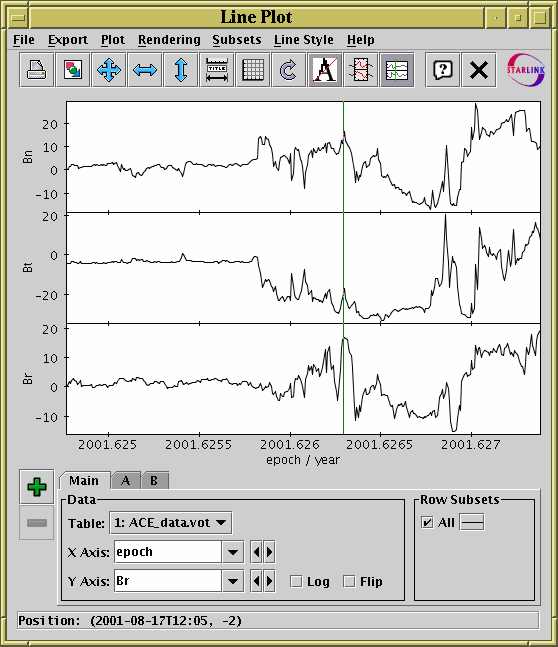 Line Plot
File Export Plot Rendering Subsets Line Style Help
TITLE A ? STARLINK
20
10
0
-10
Bn
20
0
-20
Bt
10
0
-10
Br
2001.625 2001.6255 2001.626 2001.6265 2001.627
epoch / year
Main A B
Data
Row Subsets
Table: 1: ACE_data.vot
All
X Axis: epoch
Y Axis: Br Log Flip
Position: (2001-08-17T12:05, -2)